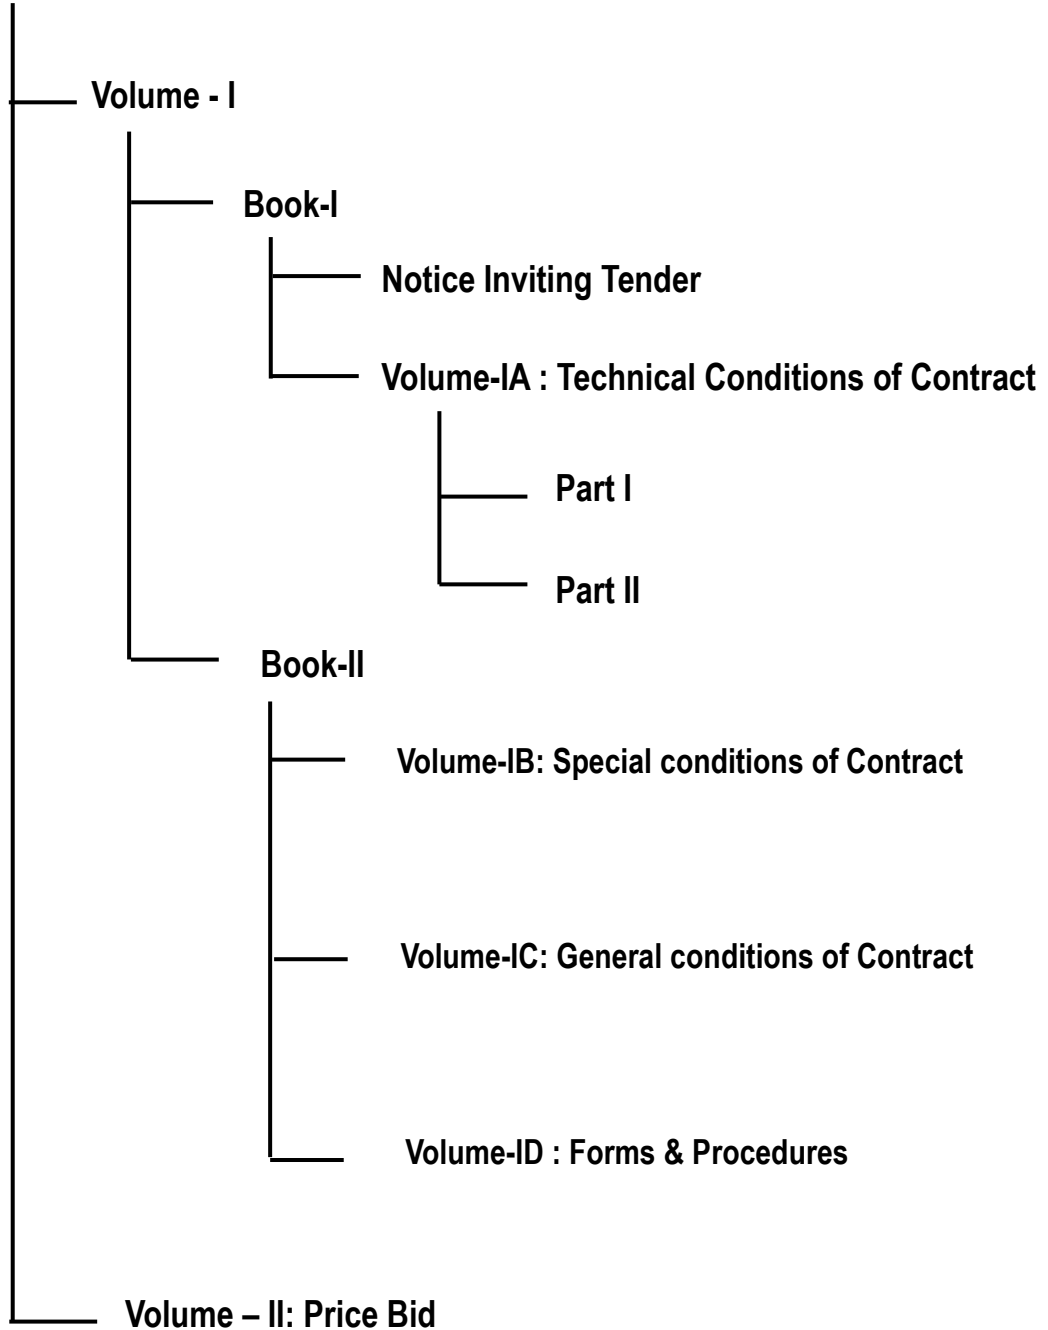 Volume - I
Book-I
Notice Inviting Tender
Volume-IA : Technical Conditions of Contract
Part I
Part II
Book-II
Volume-IB: Special conditions of Contract
Volume-IC: General conditions of Contract
Volume-ID : Forms & Procedures
Volume – II: Price Bid